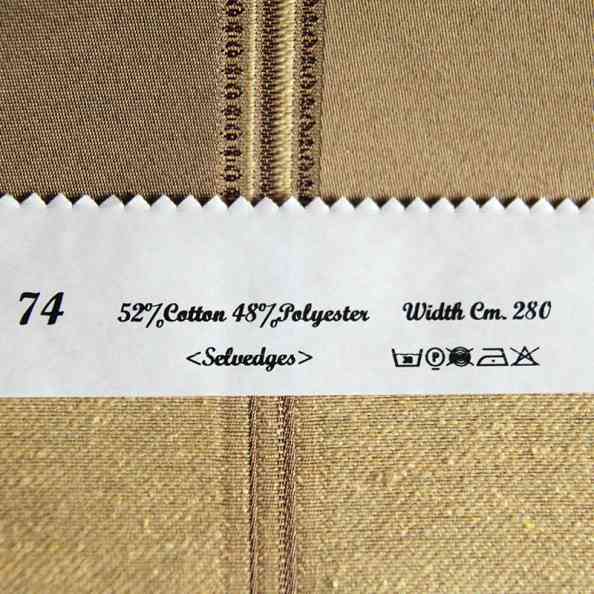 74 52%Cotton 48%Polyester Width Cm. 280
<Selvedges>
P